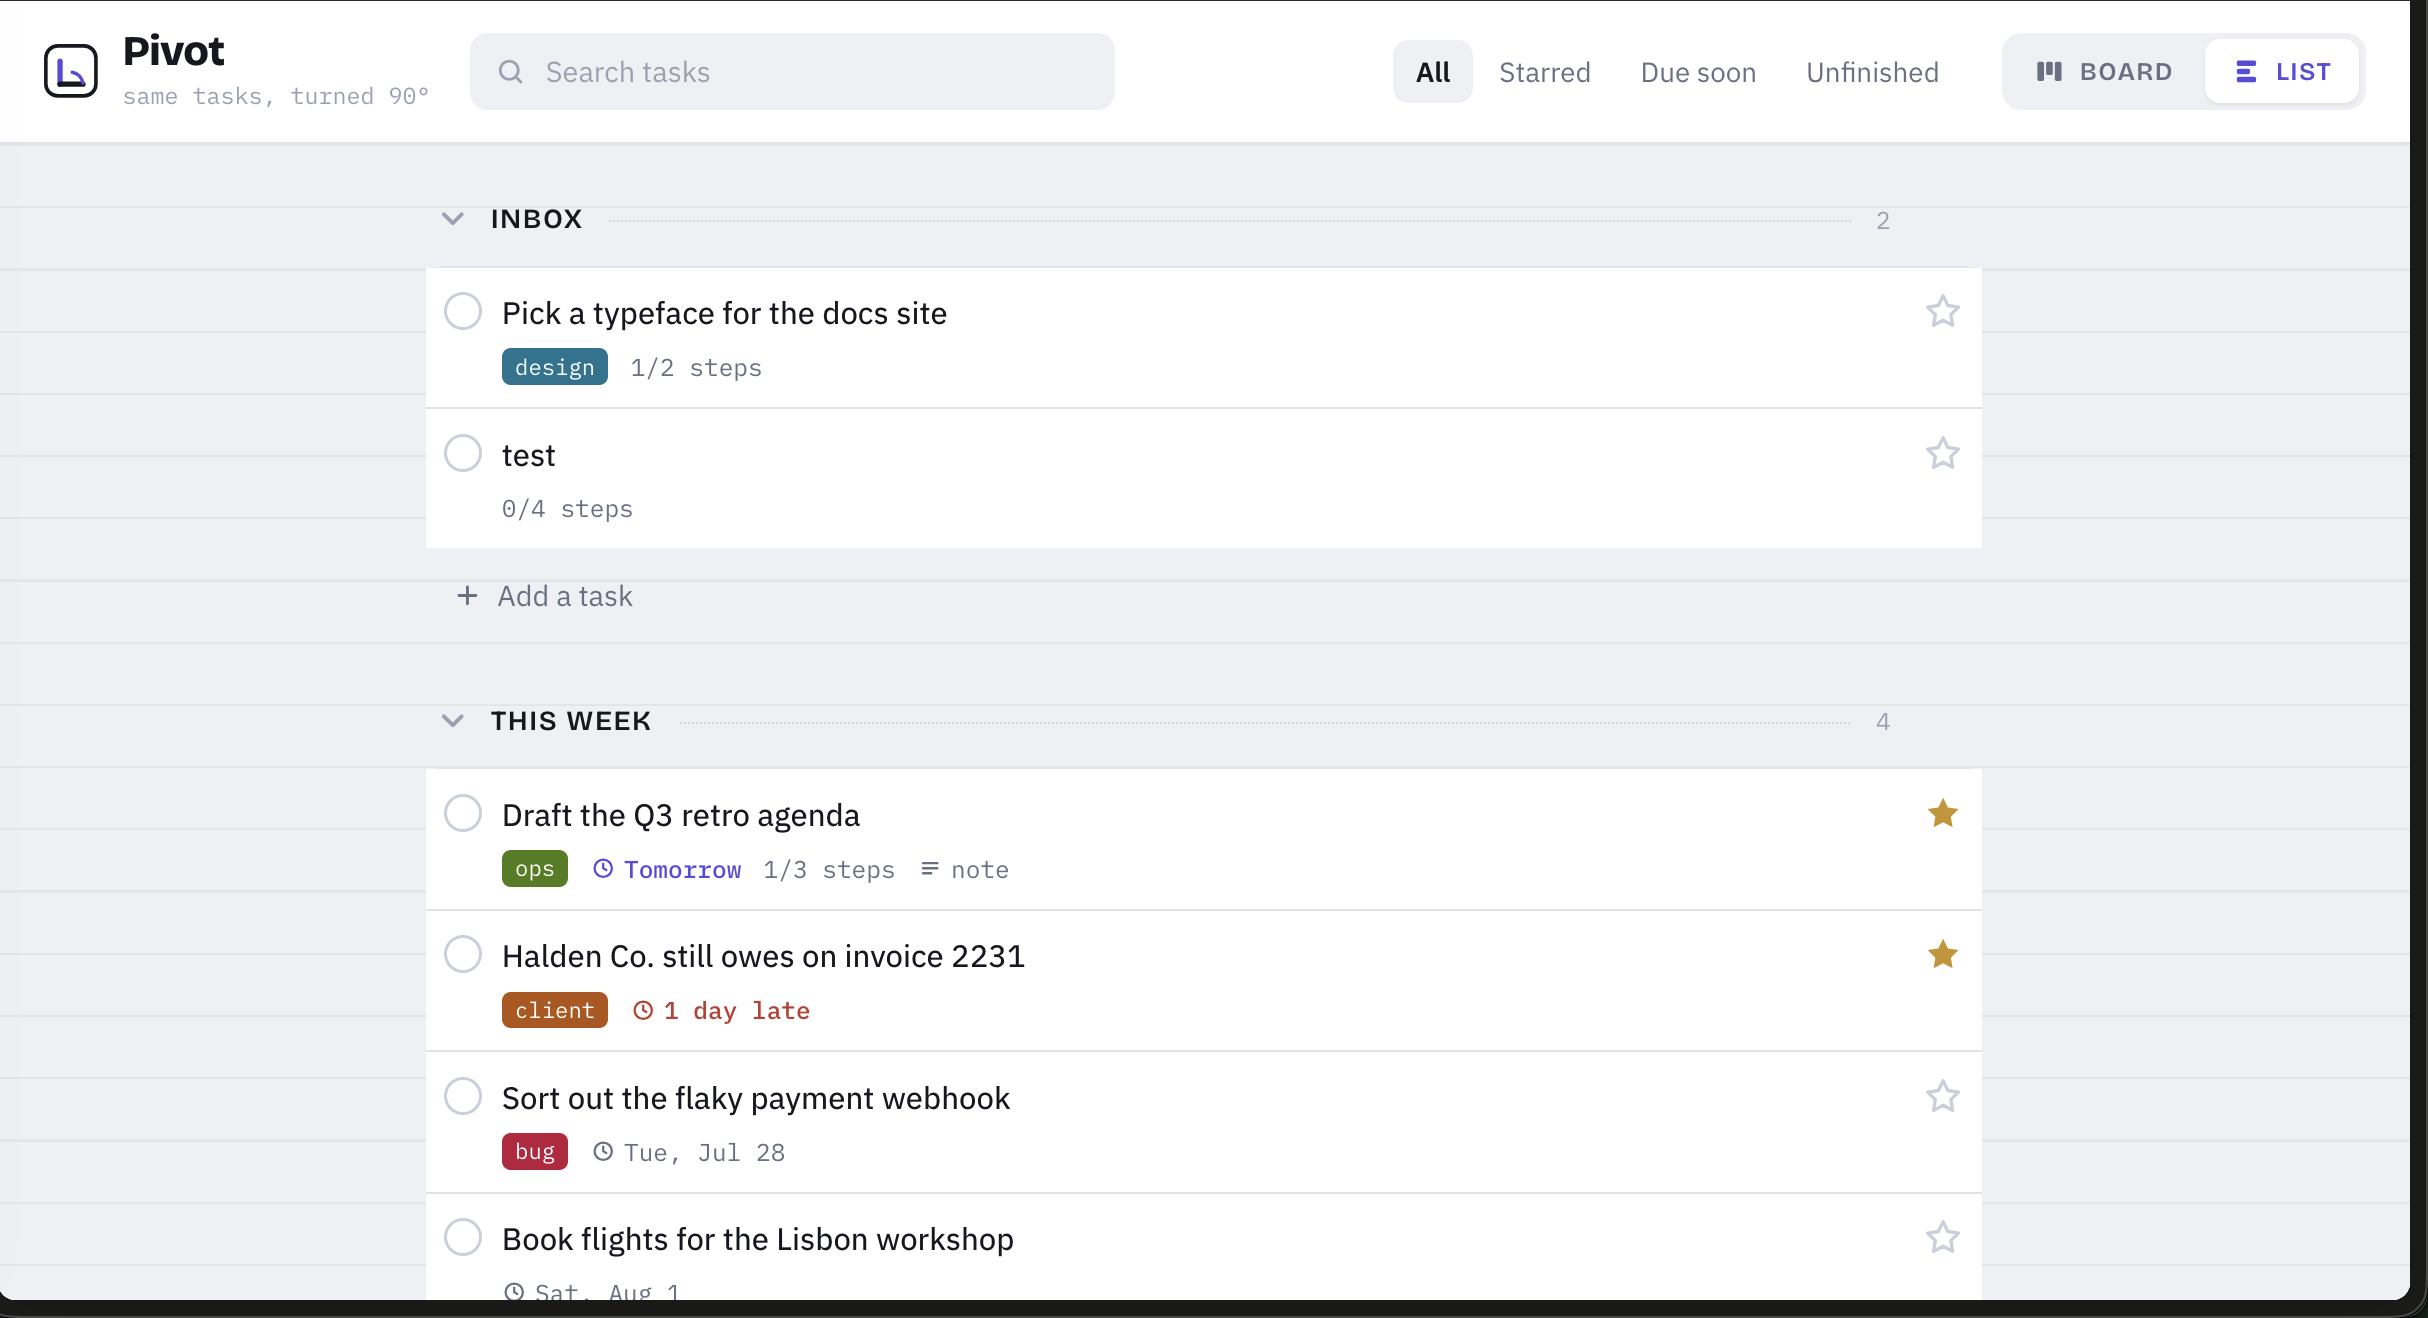 Pivot
same tasks, turned 90°
Search tasks
All Starred Due soon Unfinished
BOARD LIST
INBOX 2
Pick a typeface for the docs site
design 1/2 steps
test
0/4 steps
+ Add a task
THIS WEEK 4
Draft the Q3 retro agenda
ops Tomorrow 1/3 steps note
Halden Co. still owes on invoice 2231
client 1 day late
Sort out the flaky payment webhook
bug Tue, Jul 28
Book flights for the Lisbon workshop
Sat, Aug 1